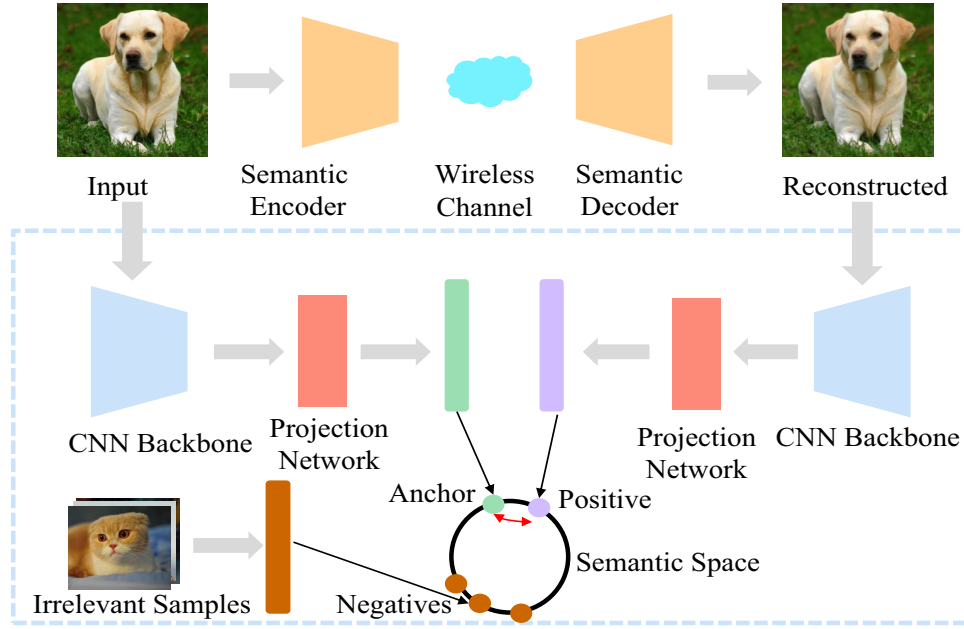 Input
Semantic
Encoder
Wireless
Channel
Semantic
Decoder
Reconstructed
CNN Backbone
Projection
Network
Projection
Network
CNN Backbone
Anchor
Positive
Semantic Space
Irrelevant Samples
Negatives